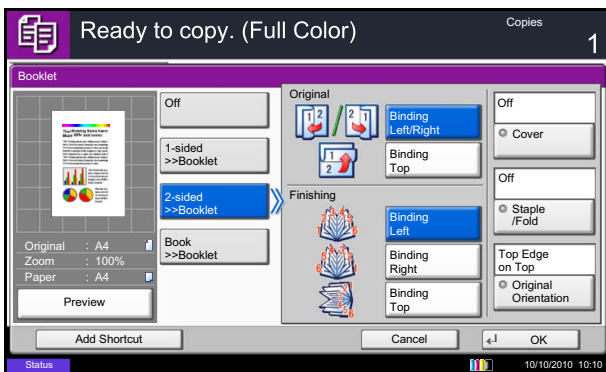 Ready to copy. (Full Color)
Copies
1
Booklet
Original : A4
Zoom : 100%
Paper : A4
Preview
Off
1-sided
>>Booklet
2-sided
>>Booklet
Book
>>Booklet
Original
Binding
Left/Right
Binding
Top
Finishing
Binding
Left
Binding
Right
Binding
Top
Off
Cover
Off
Staple
/Fold
Top Edge
on Top
Original
Orientation
Add Shortcut
Cancel
OK
Status
10/10/2010 10:10